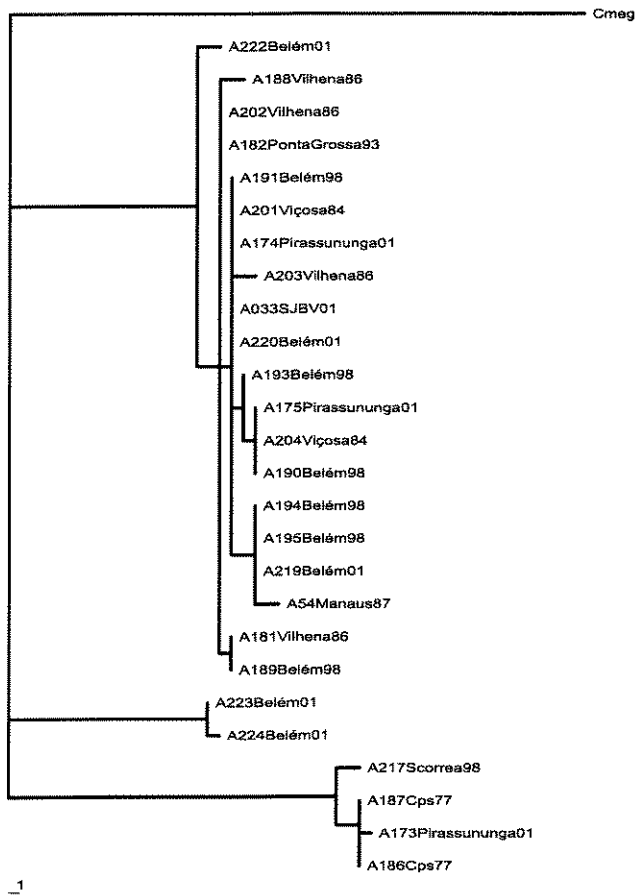 Cmeg
A222Belém01
A188Vilhena86
A202Vilhena86
A182PontaGrossa93
A191Belém98
A201Viçosa84
A174Pirassununga01
A203Vilhena86
A033SJBV01
A220Belém01
A193Belém98
A175Pirassununga01
A204Viçosa84
A190Belém98
A194Belém98
A195Belém98
A219Belém01
A54Manaus87
A181Vilhena86
A189Belém98
A223Belém01
A224Belém01
A217Scorrea98
A187Cps77
A173Pirassununga01
A186Cps77
1